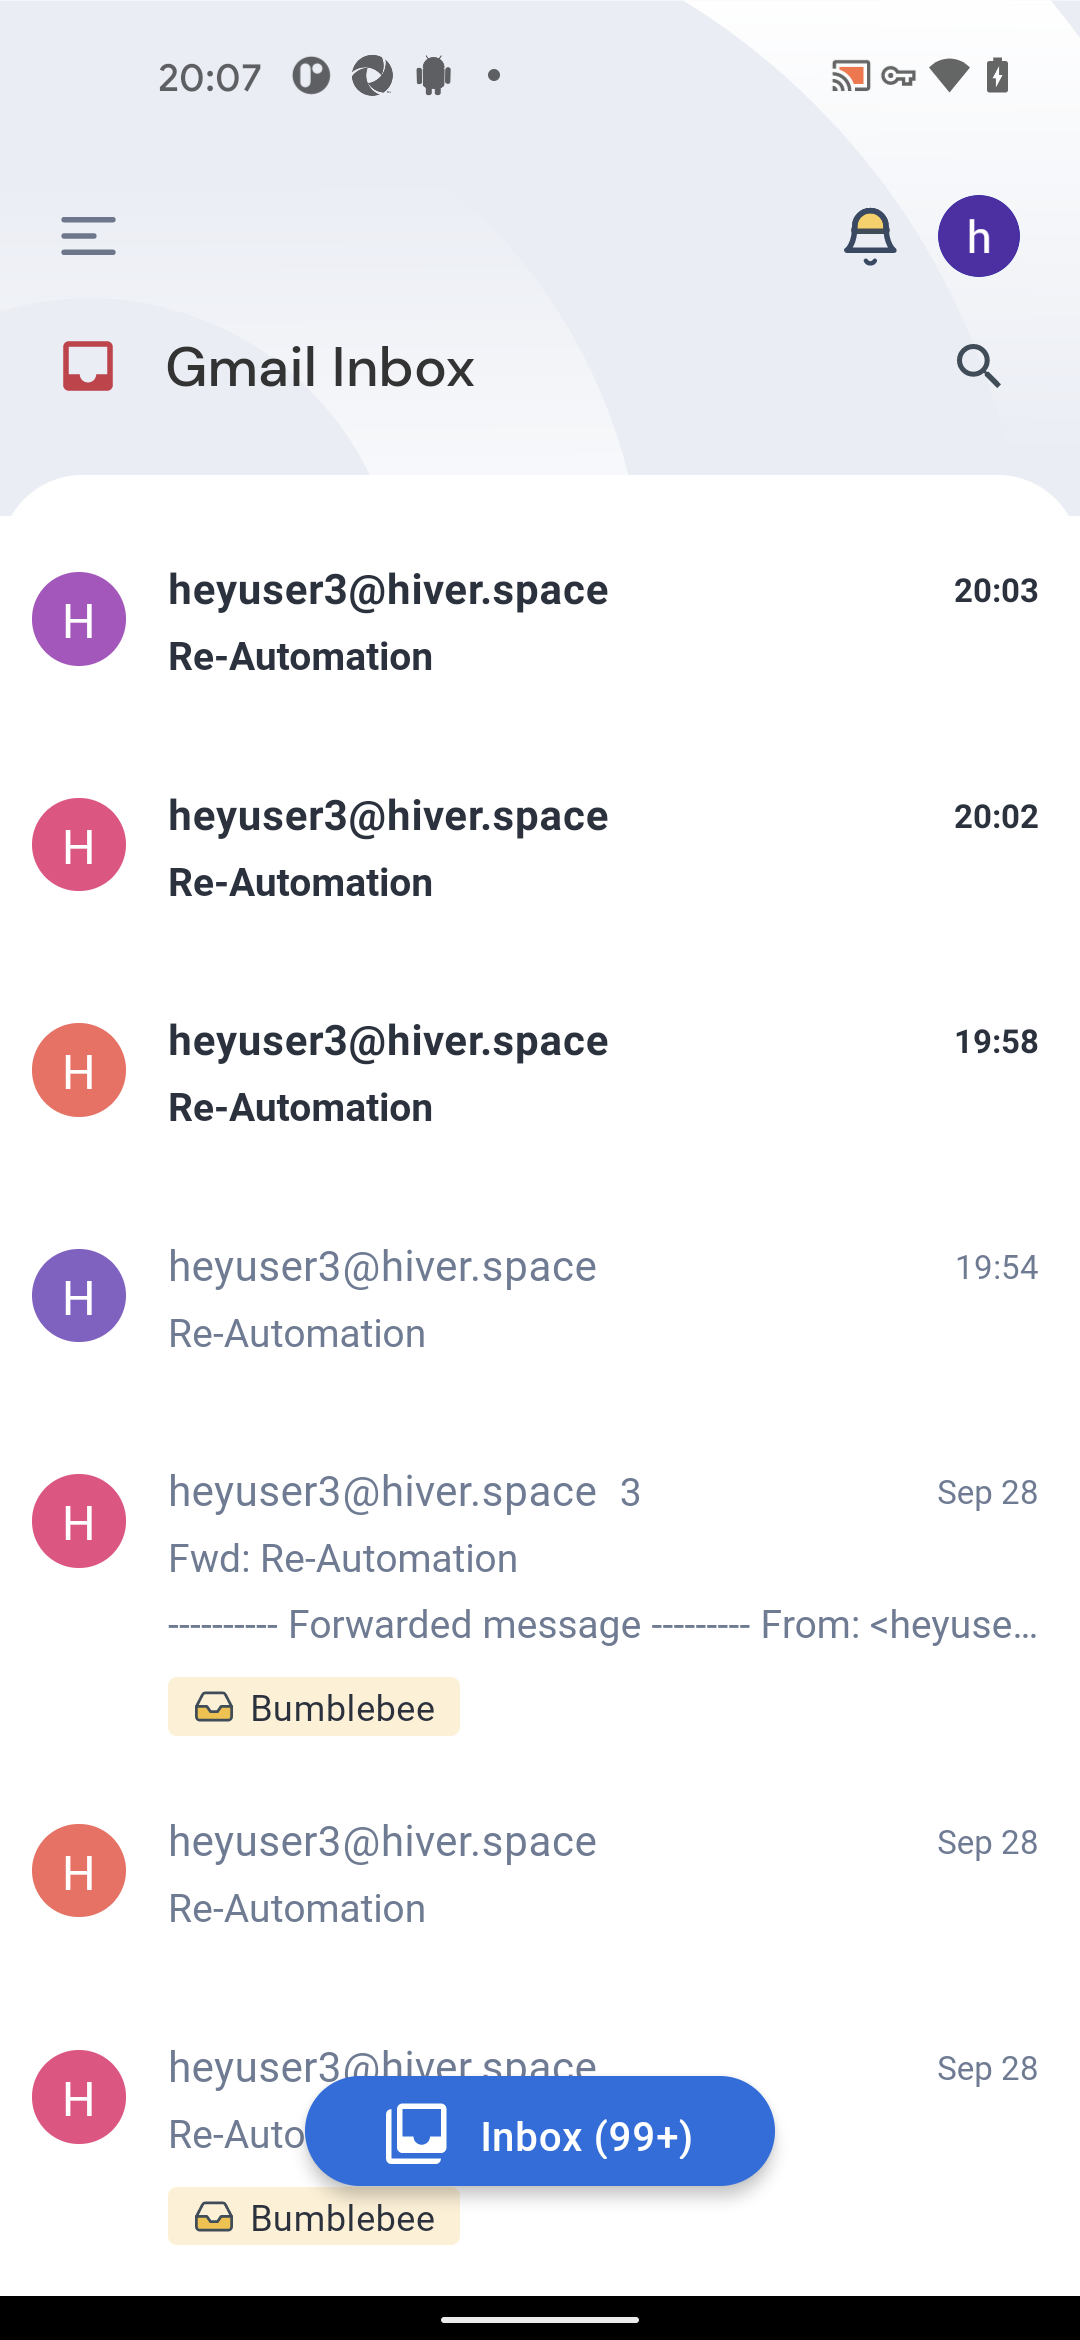 20:07
h
Gmail Inbox
H
heyuser3@hiver.space
20:03
Re-Automation
H
heyuser3@hiver.space
20:02
Re-Automation
H
heyuser3@hiver.space
19:58
Re-Automation
H
heyuser3@hiver.space
19:54
Re-Automation
H
heyuser3@hiver.space 3
Sep 28
Fwd: Re-Automation
---------- Forwarded message --------- From: <heyuse...
Bumblebee
H
heyuser3@hiver.space
Sep 28
Re-Automation
H
heyuser3@hiver.space
Sep 28
Re-Auto
Inbox (99+)
Bumblebee